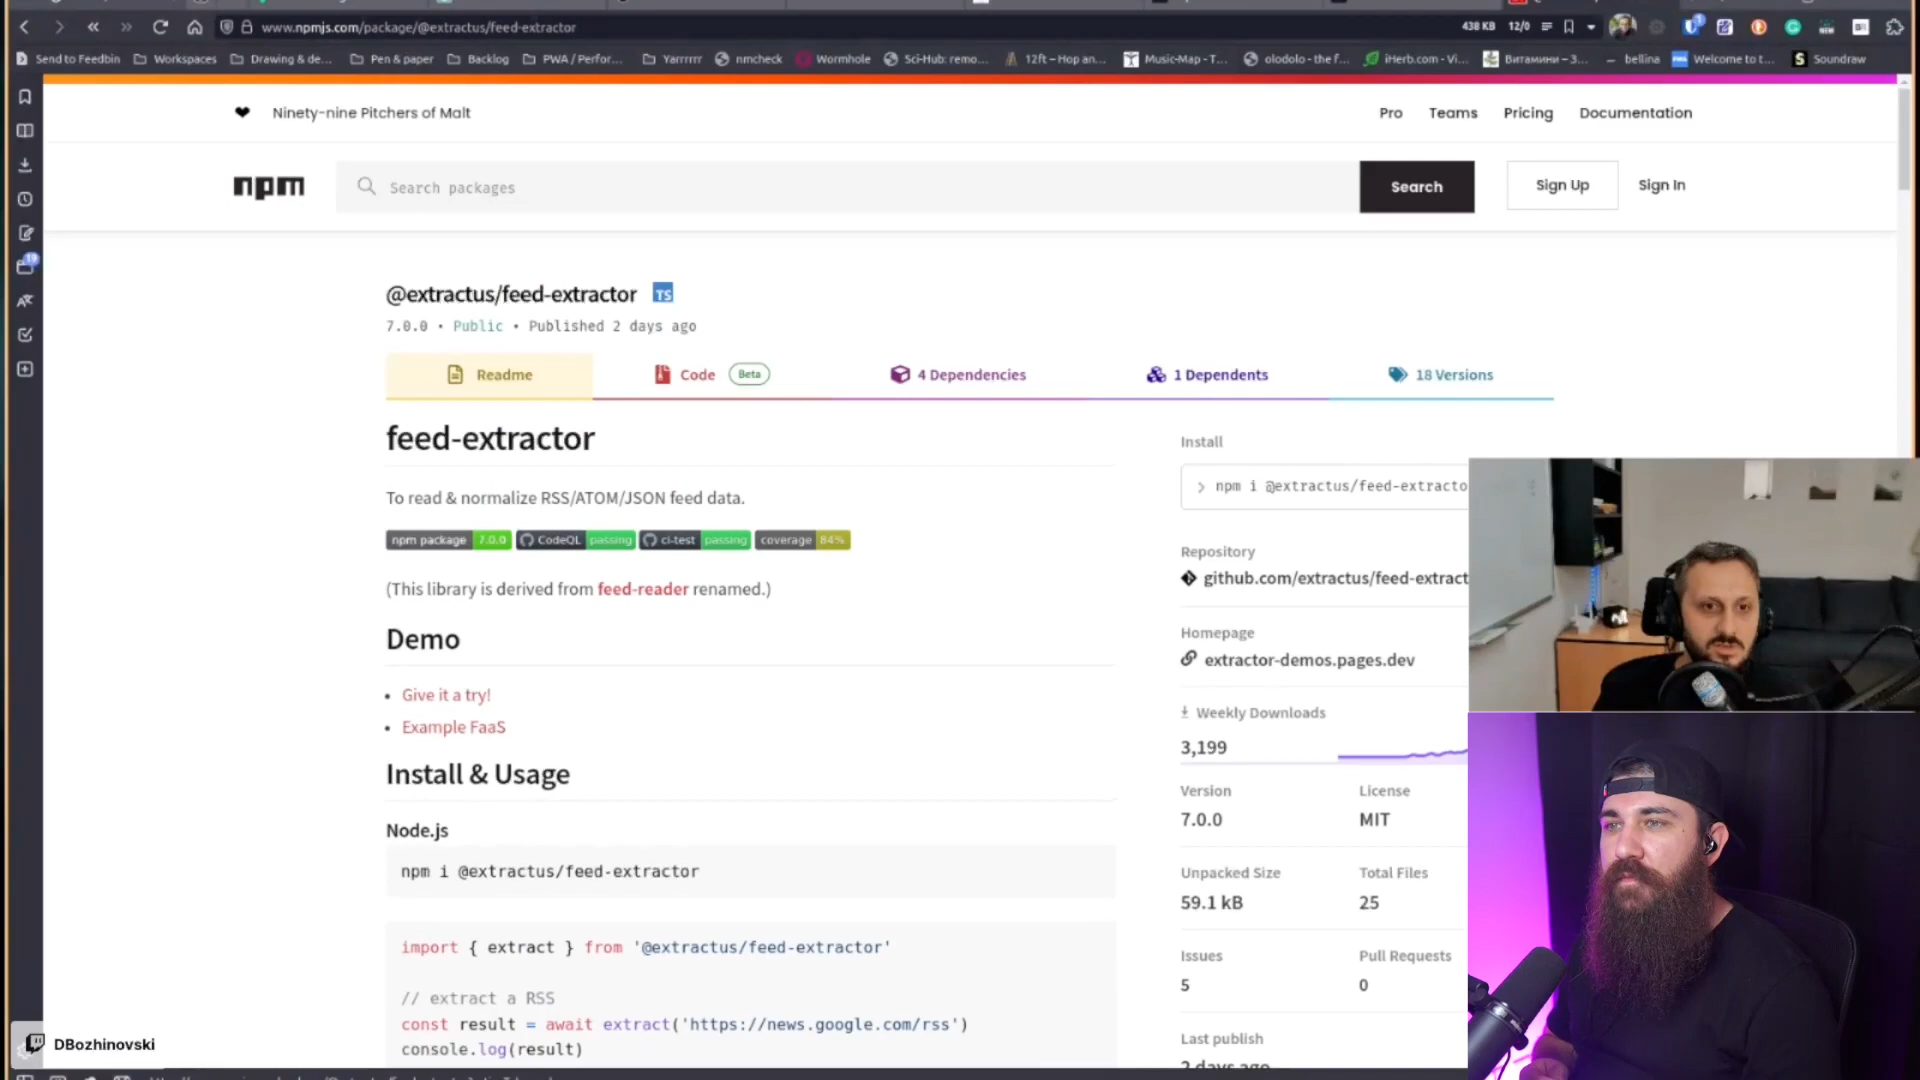 www.npmjs.com/package/@extractus/feed-extractor
438 KB 12/0
Send to Feedbin Workspaces Drawing & de... Pen & paper Backlog PWA / Perfor... Yarrrrrr nmcheck Wormhole Sci-Hub: remo... 12ft – Hop an... Music-Map - T... olodolo - the f... iHerb.com - Vi... Витамини – З... bellina Welcome to t... Soundraw
Ninety-nine Pitchers of Malt
Pro Teams Pricing Documentation
npm
Search packages
Search
Sign Up
Sign In
19
@extractus/feed-extractor TS
7.0.0 • Public • Published 2 days ago
Readme
Code Beta
4 Dependencies
1 Dependents
18 Versions
feed-extractor
To read & normalize RSS/ATOM/JSON feed data.
npm package 7.0.0 CodeQL passing ci-test passing coverage 84%
(This library is derived from feed-reader renamed.)
Demo
• Give it a try!
• Example FaaS
Install & Usage
Node.js
npm i @extractus/feed-extractor
import { extract } from '@extractus/feed-extractor'
// extract a RSS
const result = await extract('https://news.google.com/rss')
console.log(result)
Install
npm i @extractus/feed-extracto
Repository
github.com/extractus/feed-extract
Homepage
extractor-demos.pages.dev
Weekly Downloads
3,199
Version License
7.0.0 MIT
Unpacked Size Total Files
59.1 kB 25
Issues Pull Requests
5 0
Last publish
2 days ago
DBozhinovski